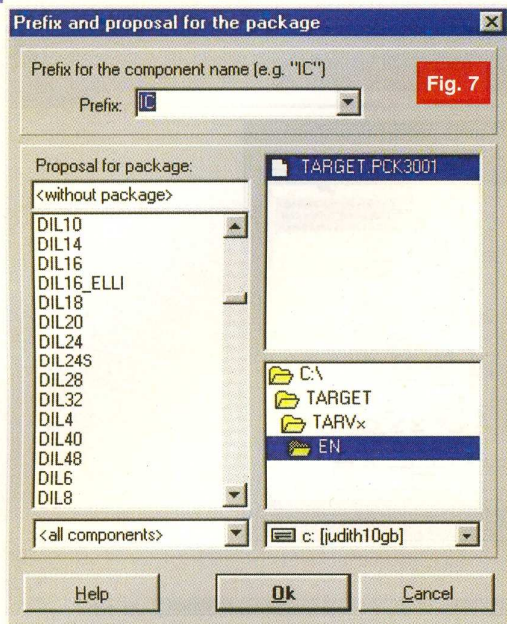 Prefix and proposal for the package
Prefix for the component name (e.g. "IC")
Fig. 7
Prefix: IC
Proposal for package:
<without package>
DIL10
DIL14
DIL16
DIL16_ELLI
DIL18
DIL20
DIL24
DIL24S
DIL28
DIL32
DIL4
DIL40
DIL48
DIL6
DIL8
<all components>
TARGET.PCK3001
C:\
TARGET
TARVx
EN
c: [judith10gb]
Help
Ok
Cancel